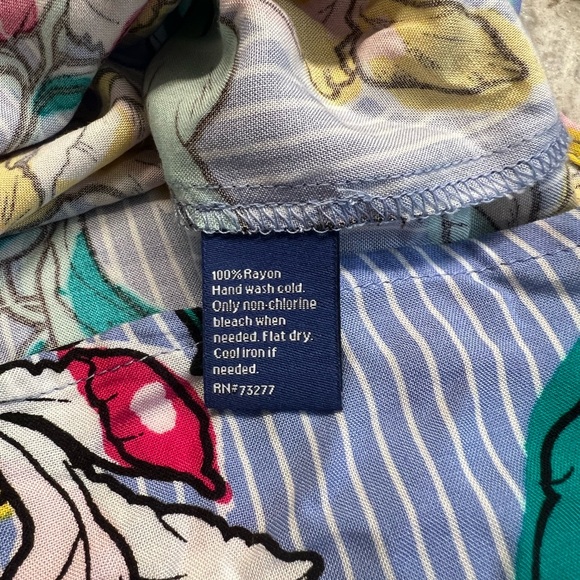 100% Rayon
Hand wash cold.
Only non-chlorine
bleach when
needed. Flat dry.
Cool iron if
needed.
RN#73277